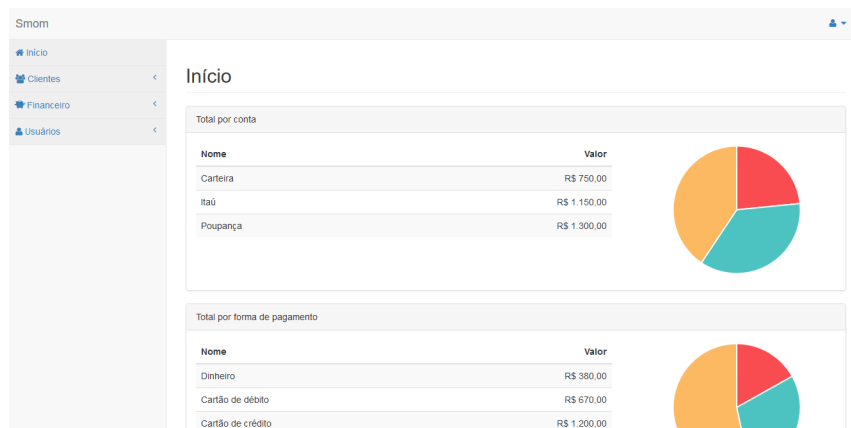 Smom
Início
Clientes
Financeiro
Usuários
Início
Total por conta
Nome Valor
Carteira R$ 750,00
Itaú R$ 1.150,00
Poupança R$ 1.300,00
Total por forma de pagamento
Nome Valor
Dinheiro R$ 380,00
Cartão de débito R$ 670,00
Cartão de crédito R$ 1.200,00